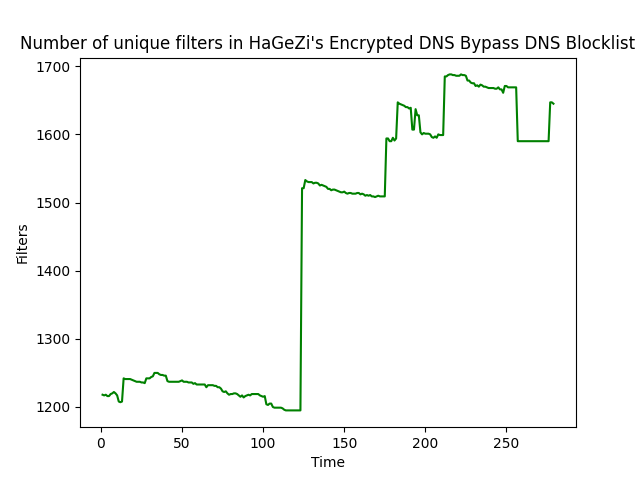 Number of unique filters in HaGeZi's Encrypted DNS Bypass DNS Blocklist
1700
1600
1500
1400
1300
1200
Filters
0 50 100 150 200 250
Time